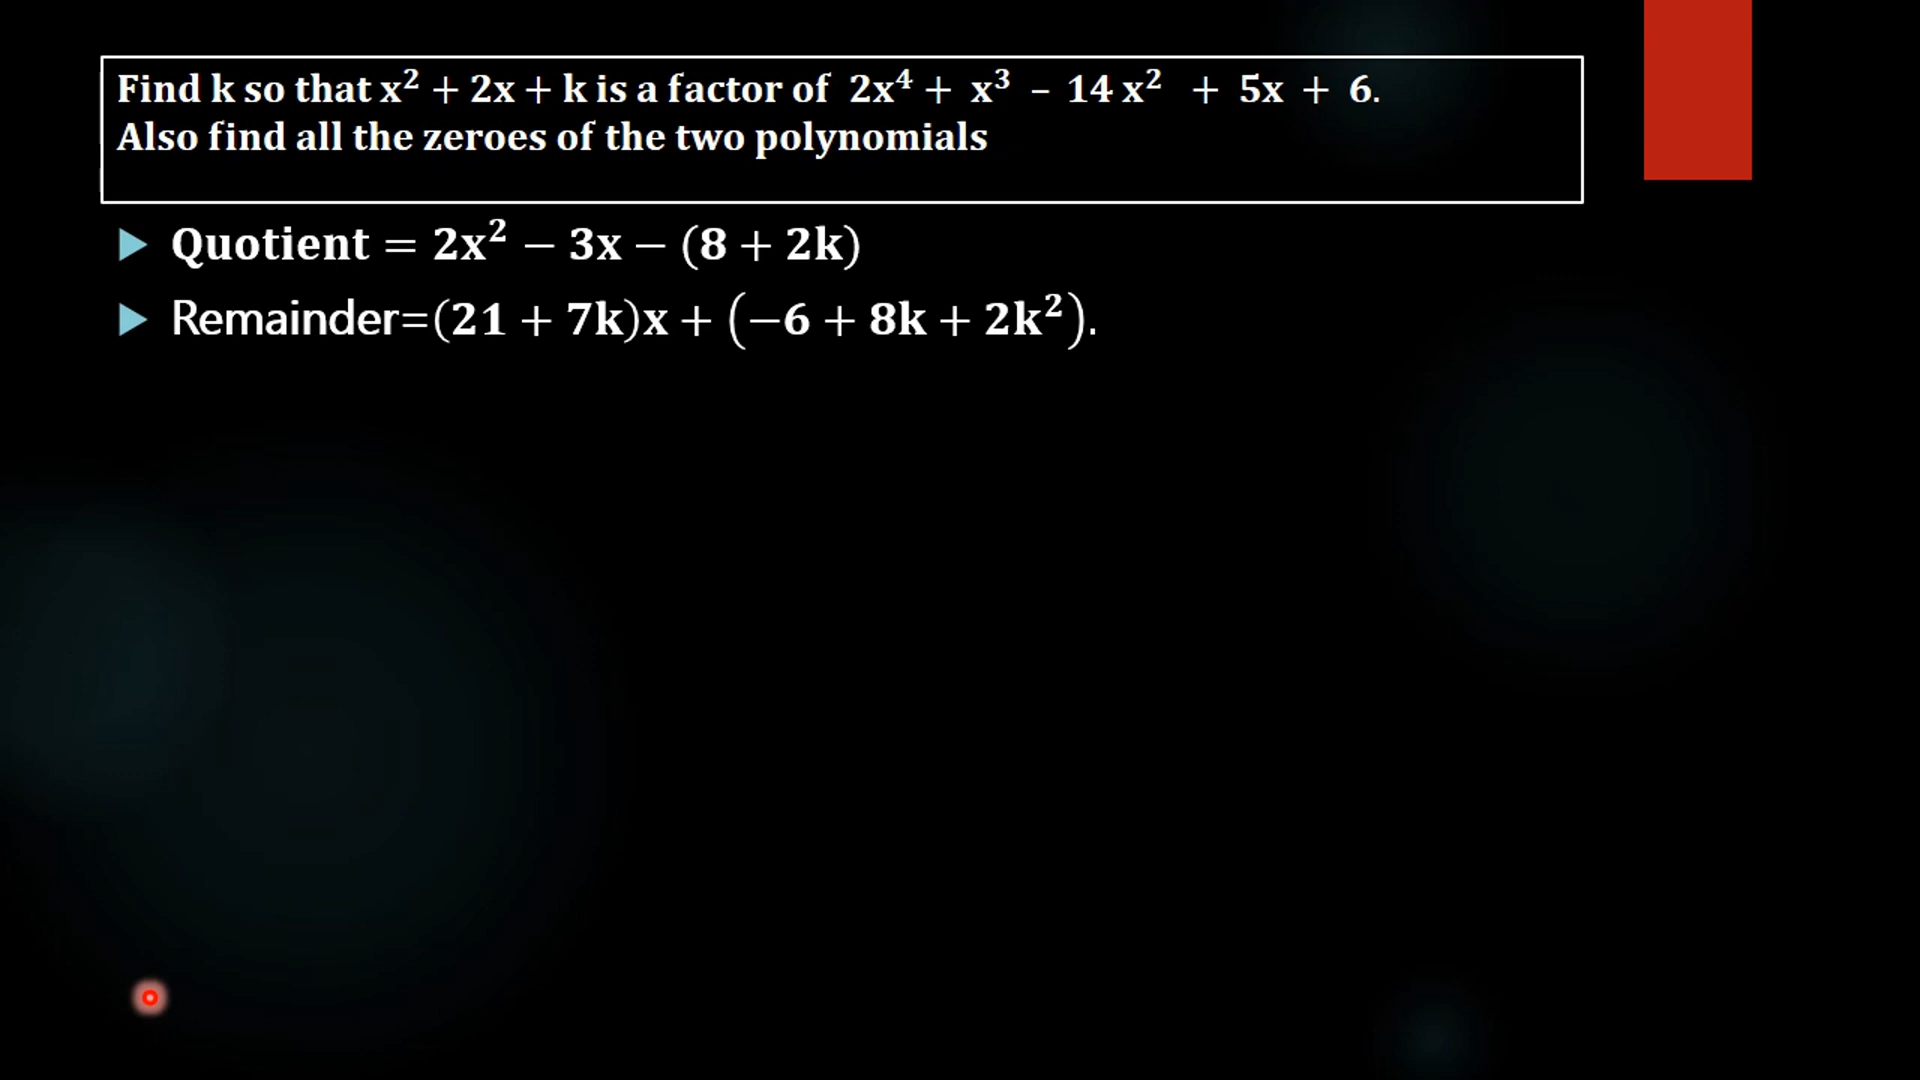 Find k so that x² + 2x + k is a factor of 2x⁴ + x³ – 14 x² + 5x + 6.
Also find all the zeroes of the two polynomials
Quotient = 2x² − 3x − (8 + 2k)
Remainder=(21 + 7k)x + (−6 + 8k + 2k²).